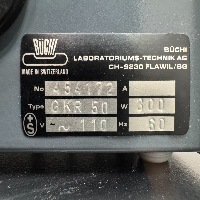 BÜCHI
BÜCHI
LABORATORIUMS-TECHNIK AG
MADE IN SWITZERLAND
CH-9230 FLAWIL/SG
No 454172 A
Type GKR 50 W 300
+S V ~ 110 Hz 60